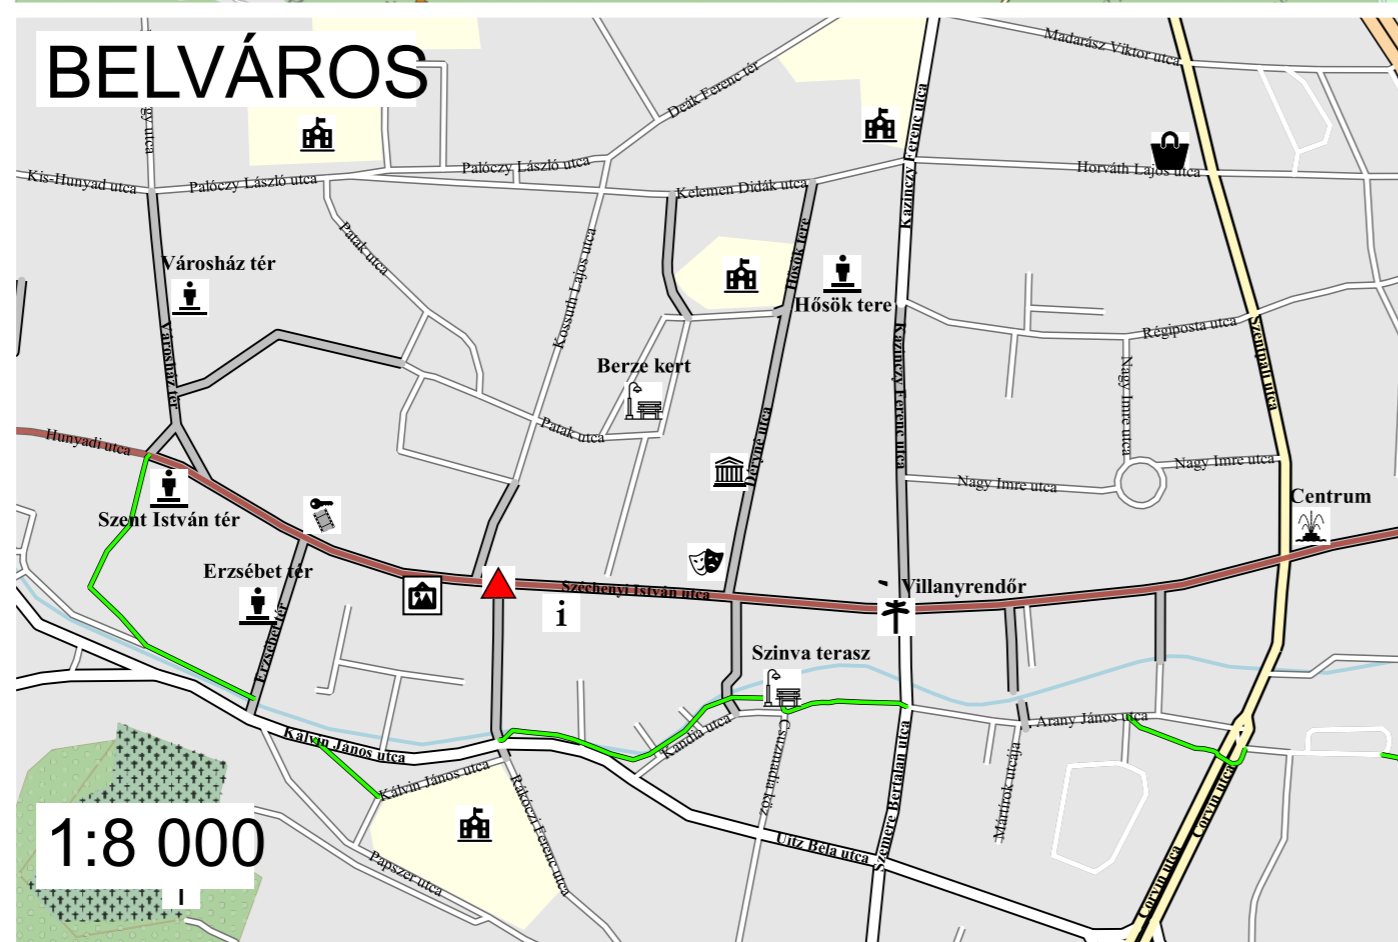 BELVÁROS
Madarász Viktor utca
Deák Ferenc tér
gy utca
Kazinczy Ferenc utca
Palóczy László utca
Horváth Lajos utca
Kis-Hunyad utca
Palóczy László utca
Kelemen Didák utca
Patak utca
Kossuth Lajos utca
Hősök tere
Városház tér
Hősök tere
Régiposta utca
Szentpáli utca
Városház tér
Kazinczy Ferenc utca
Nagy Imre utca
Berze kert
Patak utca
Hunyadi utca
Déryné utca
Nagy Imre utca
Nagy Imre utca
Centrum
Szent István tér
Erzsébet tér
Széchenyi István utca
Villanyrendőr
i
Erzsébet tér
Szinva terasz
Kálvin János utca
Kandia utca
Csizmadia köz
Szemere Bertalan utca
Arany János utca
Mártírok utcája
Corvin utca
Kálvin János utca
Rákóczi Ferenc utca
1:8 000
Papszer utca
Uitz Béla utca
Corvin utca